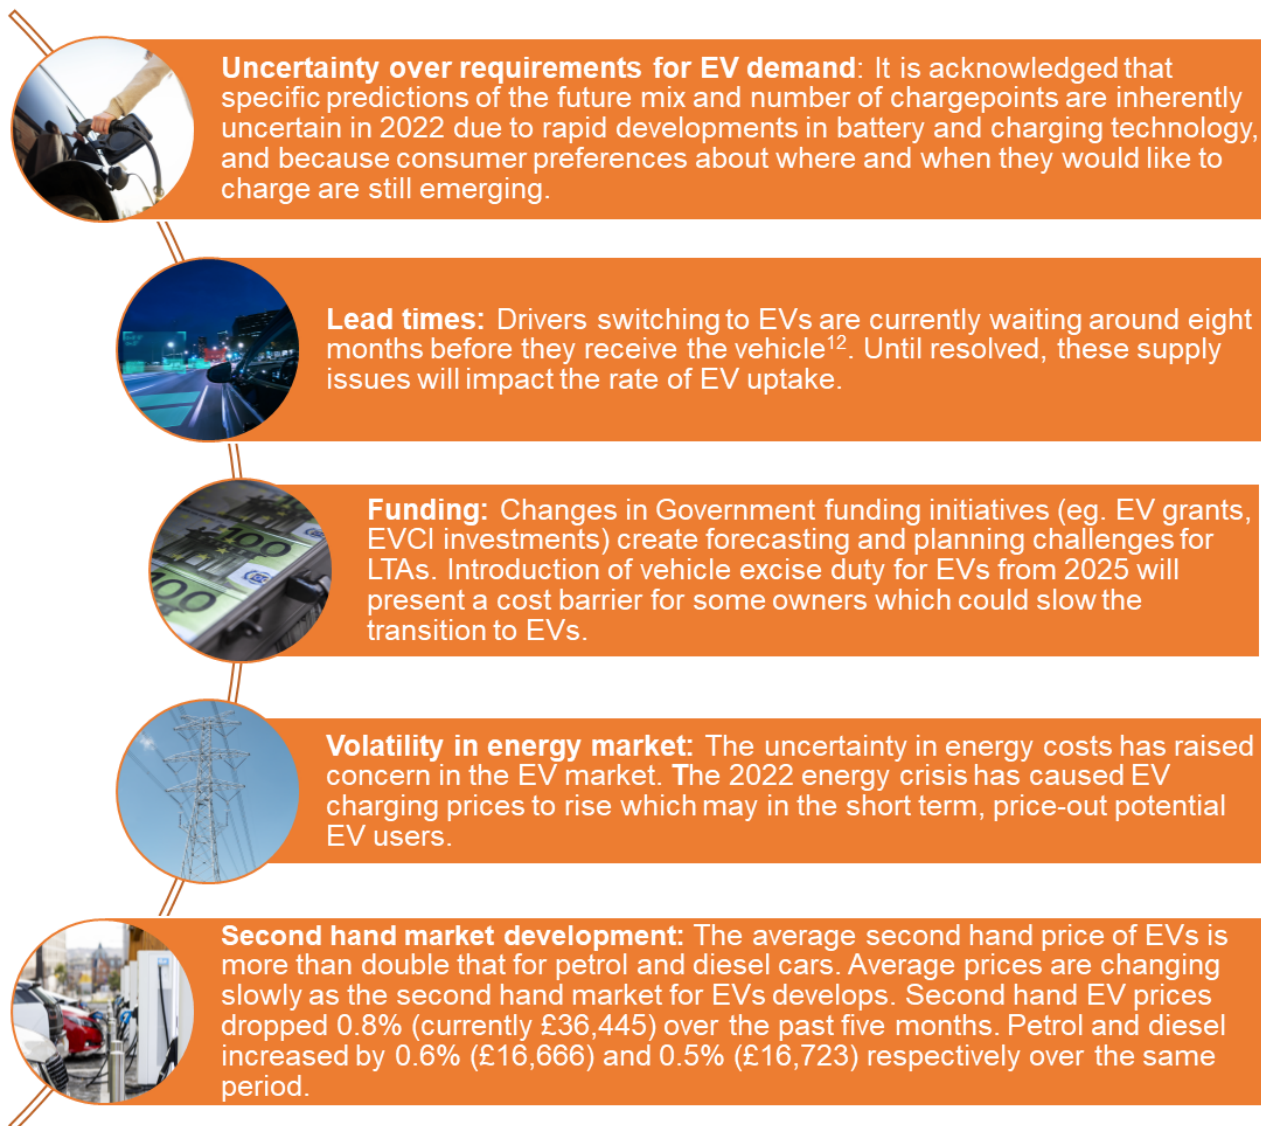 Uncertainty over requirements for EV demand: It is acknowledged that
specific predictions of the future mix and number of chargepoints are inherently
uncertain in 2022 due to rapid developments in battery and charging technology,
and because consumer preferences about where and when they would like to
charge are still emerging.
Lead times: Drivers switching to EVs are currently waiting around eight
months before they receive the vehicle¹². Until resolved, these supply
issues will impact the rate of EV uptake.
Funding: Changes in Government funding initiatives (eg. EV grants,
EVCI investments) create forecasting and planning challenges for
LTAs. Introduction of vehicle excise duty for EVs from 2025 will
present a cost barrier for some owners which could slow the
transition to EVs.
100
100
Volatility in energy market: The uncertainty in energy costs has raised
concern in the EV market. The 2022 energy crisis has caused EV
charging prices to rise which may in the short term, price-out potential
EV users.
Second hand market development: The average second hand price of EVs is
more than double that for petrol and diesel cars. Average prices are changing
slowly as the second hand market for EVs develops. Second hand EV prices
dropped 0.8% (currently £36,445) over the past five months. Petrol and diesel
increased by 0.6% (£16,666) and 0.5% (£16,723) respectively over the same
period.